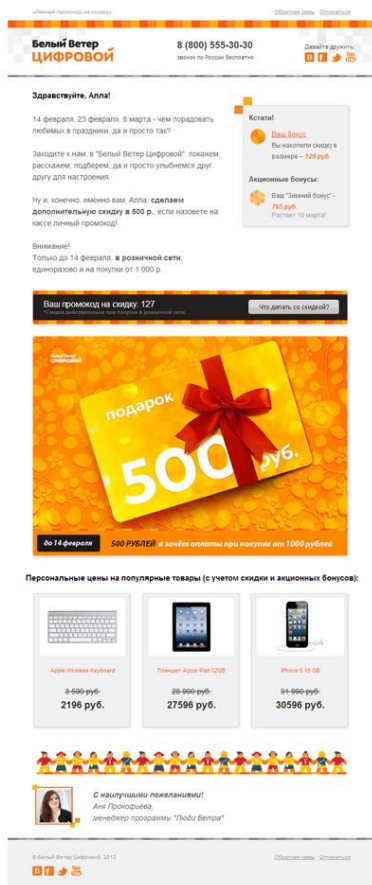 «Личный промокод на скидку»
Обратная связь Отписаться
Белый Ветер
ЦИФРОВОЙ
8 (800) 555-30-30
звонок по России бесплатно
Давайте дружить:
Здравствуйте, Алла!
14 февраля, 23 февраля, 8 марта - чем порадовать
любимых в праздники, да и просто так?
Заходите к нам, в "Белый Ветер Цифровой": покажем,
расскажем, подберем, да и просто улыбнемся друг
другу для настроения.
Ну и, конечно, именно вам, Алла, сделаем
дополнительную скидку в 500 р., если назовете на
кассе личный промокод!
Внимание!
Только до 14 февраля, в розничной сети,
единоразово и на покупки от 1 000 р.
Кстати!
Ваш бонус
Вы накопили скидку в
размере – 129 руб.
Акционные бонусы:
Ваш "Зимний бонус" -
765 руб.
Растает 10 марта!
Ваш промокод на скидку: 127
*Скидка действительна при покупке в розничной сети
Что делать со скидкой?
Белый Ветер
ЦИФРОВОЙ
подарок
500 руб.
до 14 февраля
500 РУБЛЕЙ в зачёт оплаты при покупке от 1000 рублей
Персональные цены на популярные товары (с учетом скидки и акционных бонусов):
Apple Wireless Keyboard
Планшет Apple iPad 32GB
iPhone 5 16 GB
3 590 руб.
28 990 руб.
31 990 руб.
2196 руб.
27596 руб.
30596 руб.
С наилучшими пожеланиями!
Аня Прокофьева,
менеджер программы "Люди Ветра"
© Белый Ветер Цифровой, 2012
Обратная связь Отписаться